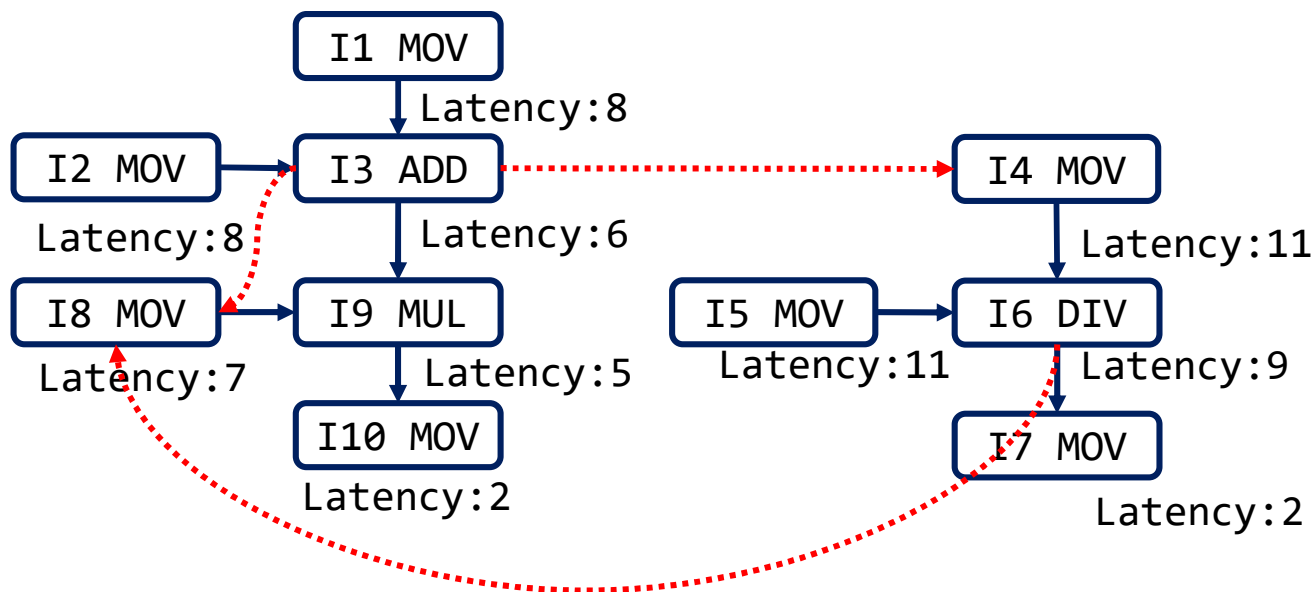 I1 MOV
Latency:8
I2 MOV
I3 ADD
I4 MOV
Latency:8
Latency:6
Latency:11
I8 MOV
I9 MUL
I5 MOV
I6 DIV
Latency:7
Latency:5
Latency:11
Latency:9
I10 MOV
I7 MOV
Latency:2
Latency:2